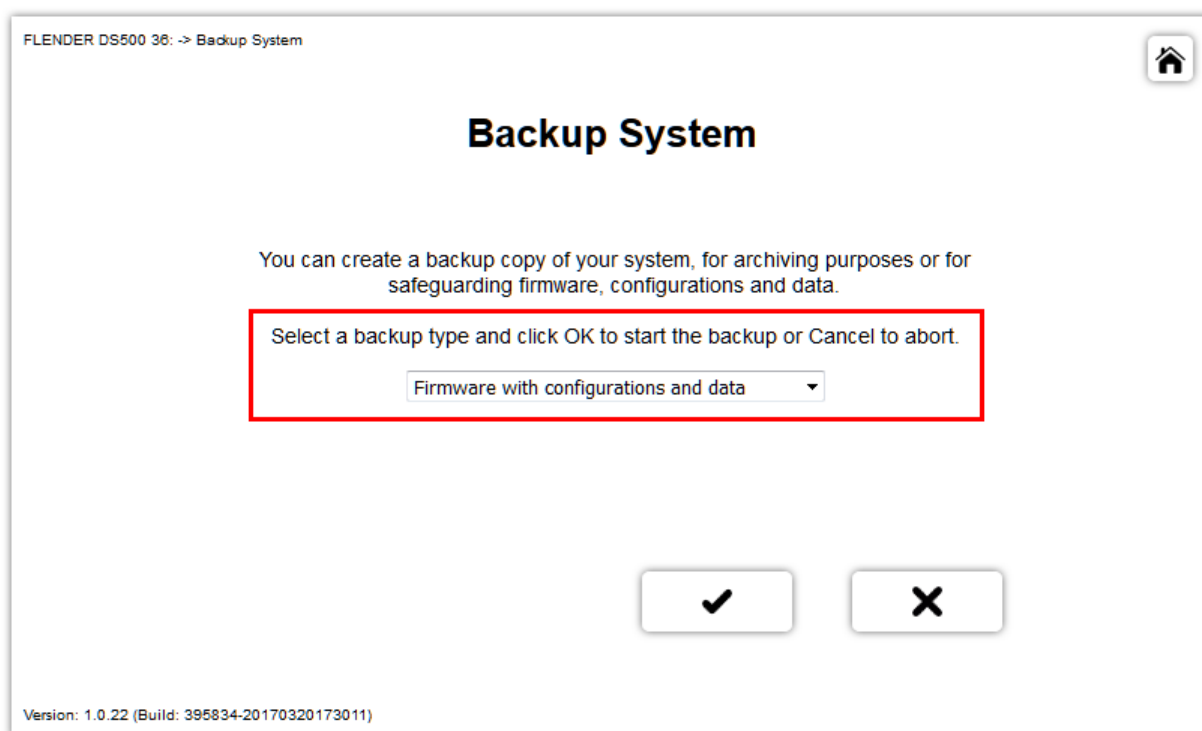 FLENDER DS500 36: -> Backup System
Backup System
You can create a backup copy of your system, for archiving purposes or for
safeguarding firmware, configurations and data.
Select a backup type and click OK to start the backup or Cancel to abort.
Firmware with configurations and data
Version: 1.0.22 (Build: 395834-20170320173011)